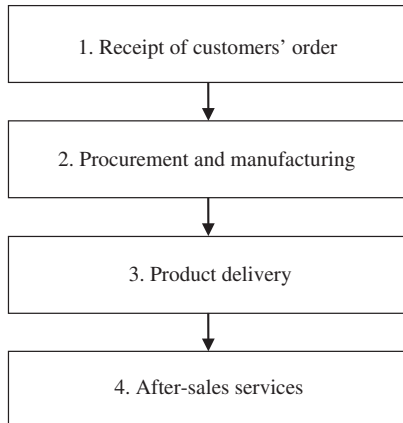 1. Receipt of customers’ order
2. Procurement and manufacturing
3. Product delivery
4. After-sales services